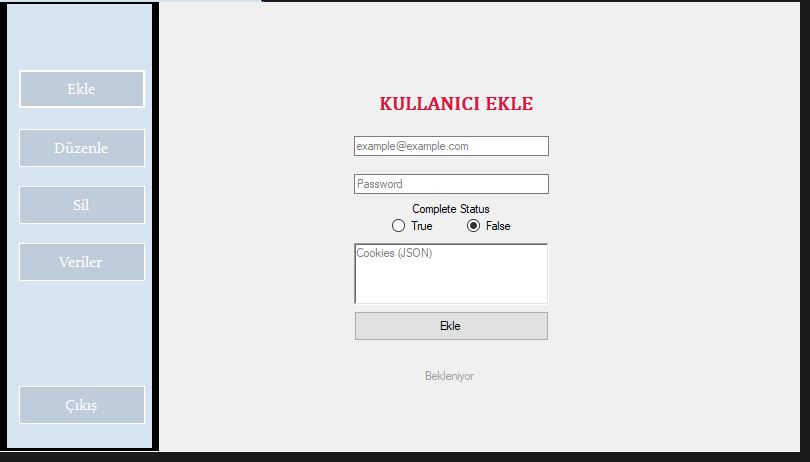 Ekle
Düzenle
Sil
Veriler
Çıkış
KULLANICI EKLE
example@example.com
Password
Complete Status
True False
Cookies (JSON)
Ekle
Bekleniyor